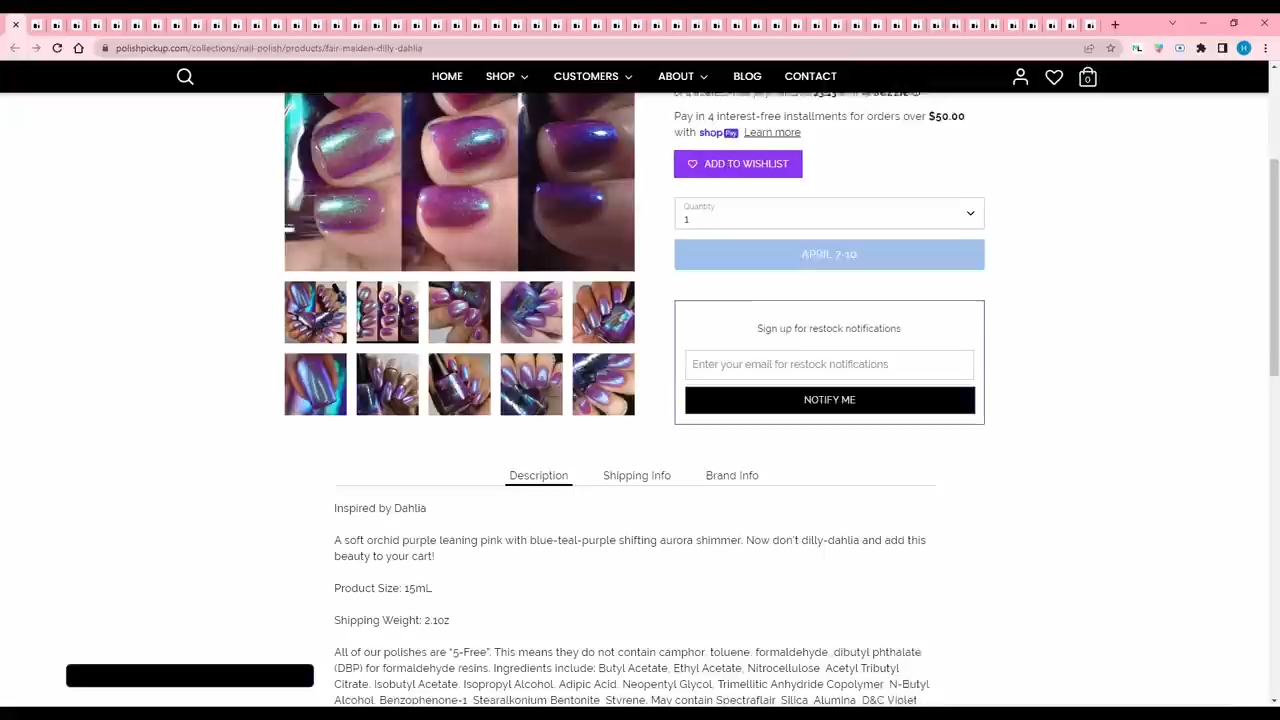 polishpickup.com/collections/nail-polish/products/fair-maiden-dilly-dahlia
HOME SHOP CUSTOMERS ABOUT BLOG CONTACT
0
Pay in 4 interest-free installments for orders over $50.00
with shop Pay Learn more
ADD TO WISHLIST
Quantity
1
APRIL 7-10
Sign up for restock notifications
Enter your email for restock notifications
NOTIFY ME
Description Shipping Info Brand Info
Inspired by Dahlia
A soft orchid purple leaning pink with blue-teal-purple shifting aurora shimmer. Now don't dilly-dahlia and add this
beauty to your cart!
Product Size: 15mL
Shipping Weight: 2.1oz
All of our polishes are “5-Free”. This means they do not contain camphor, toluene, formaldehyde, dibutyl phthalate
(DBP) for formaldehyde resins. Ingredients include: Butyl Acetate, Ethyl Acetate, Nitrocellulose, Acetyl Tributyl
Citrate, Isobutyl Acetate, Isopropyl Alcohol, Adipic Acid, Neopentyl Glycol, Trimellitic Anhydride Copolymer, N-Butyl
Alcohol, Benzophenone-1, Stearalkonium Bentonite, Styrene. May contain Spectraflair, Silica, Alumina, D&C Violet